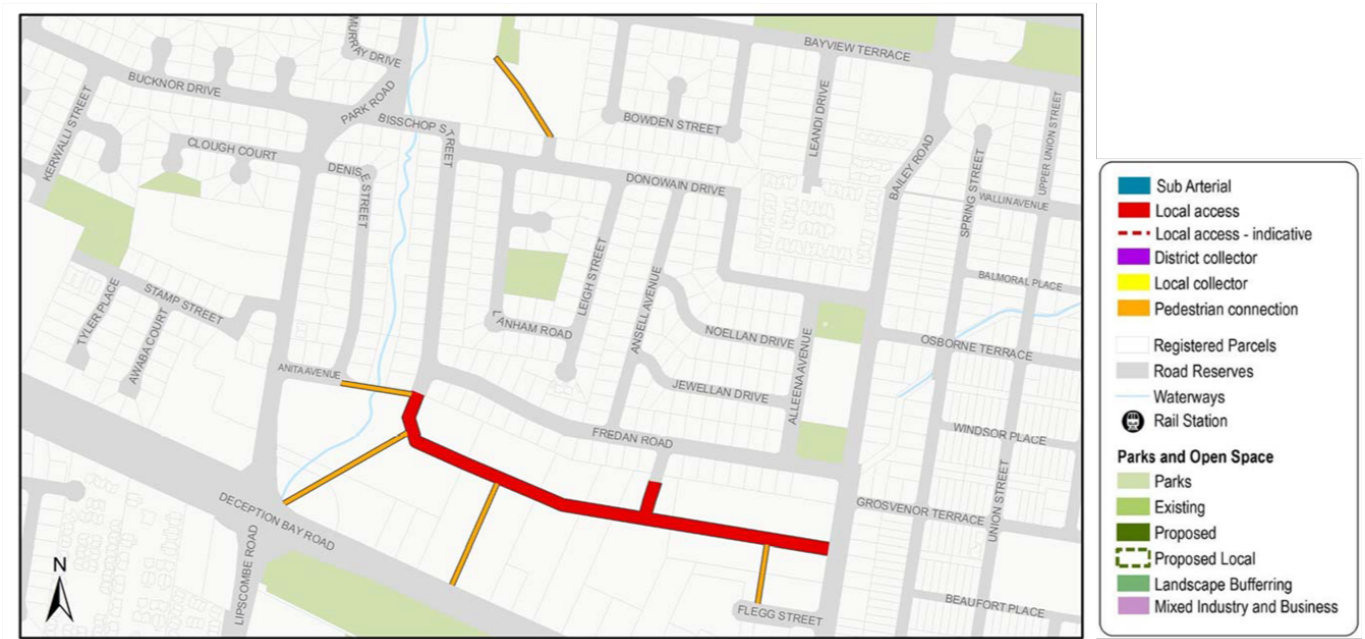 MURRAY DRIVE
BAYVIEW TERRACE
BUCKNOR DRIVE
PARK ROAD
BISSCHOP STREET
BOWDEN STREET
LEANDI DRIVE
BAILEY ROAD
SPRING STREET
UPPER UNION STREET
KERWALLI STREET
CLOUGH COURT
DENISE STREET
DONOWAIN DRIVE
WALLIN AVENUE
TYLER PLACE
STAMP STREET
AWABA COURT
LANHAM ROAD
LEIGH STREET
ANSELL AVENUE
NOELLAN DRIVE
ALLEENA AVENUE
BALMORAL PLACE
OSBORNE TERRACE
ANITA AVENUE
JEWELLAN DRIVE
FREDAN ROAD
WINDSOR PLACE
DECEPTION BAY ROAD
LIPSCOMBE ROAD
GROSVENOR TERRACE
UNION STREET
FLEGG STREET
BEAUFORT PLACE
N
Sub Arterial
Local access
Local access - indicative
District collector
Local collector
Pedestrian connection
Registered Parcels
Road Reserves
Waterways
Rail Station
Parks and Open Space
Parks
Existing
Proposed
Proposed Local
Landscape Bufferring
Mixed Industry and Business